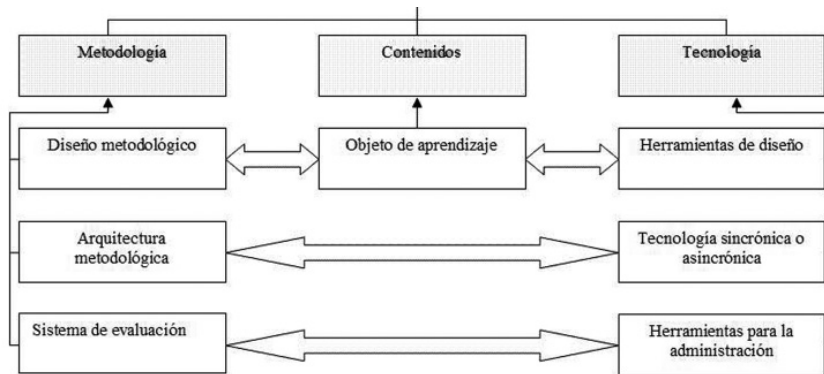 Metodología
Contenidos
Tecnología
Diseño metodológico
Objeto de aprendizaje
Herramientas de diseño
Arquitectura
metodológica
Tecnología sincrónica o
asincrónica
Sistema de evaluación
Herramientas para la
administración